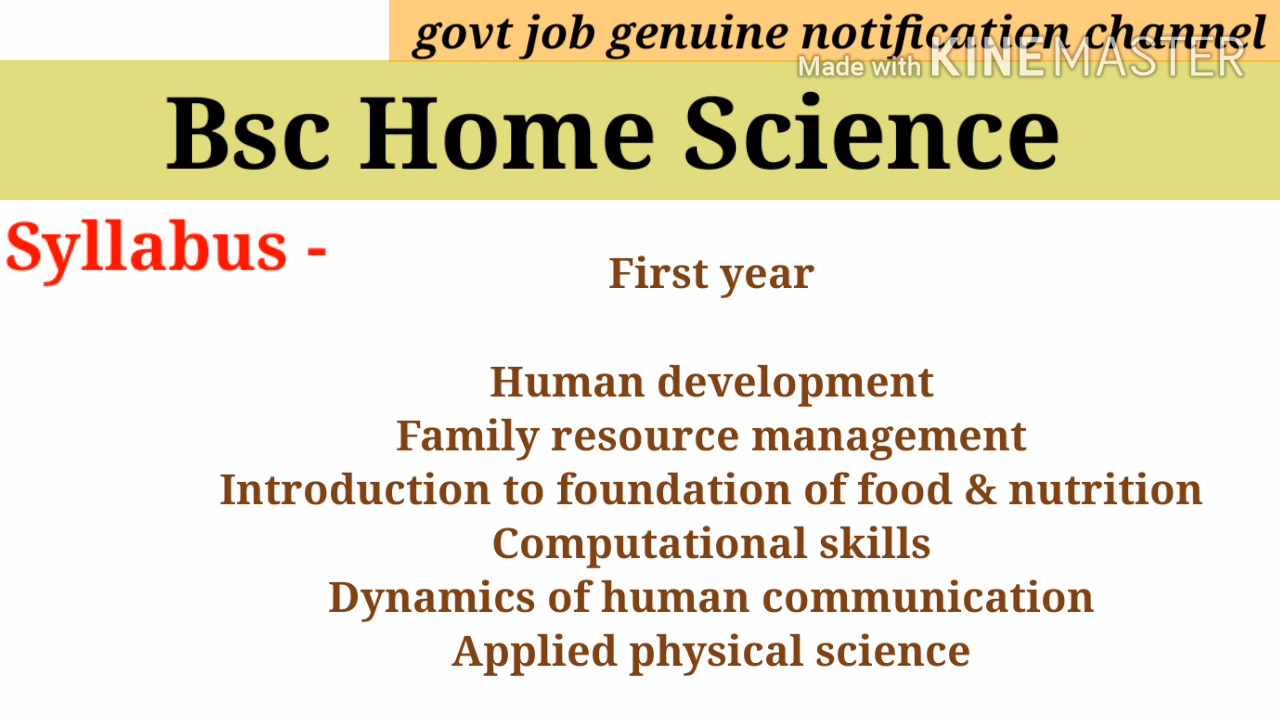 govt job genuine notification channel
Made with KINEMASTER
Bsc Home Science
Syllabus -
First year
Human development
Family resource management
Introduction to foundation of food & nutrition
Computational skills
Dynamics of human communication
Applied physical science